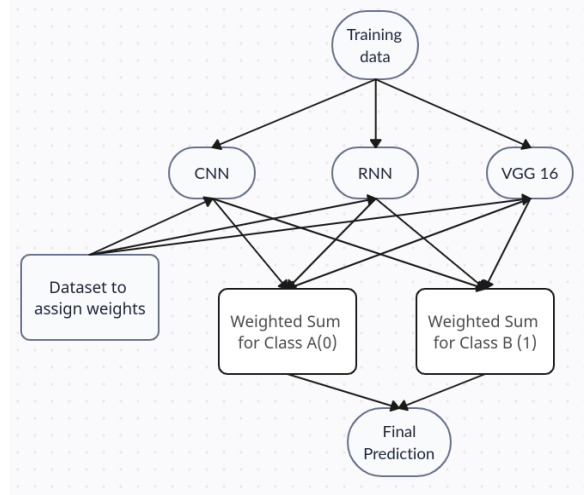 Training
data
CNN
RNN
VGG 16
Dataset to
assign weights
Weighted Sum
for Class A(0)
Weighted Sum
for Class B (1)
Final
Prediction